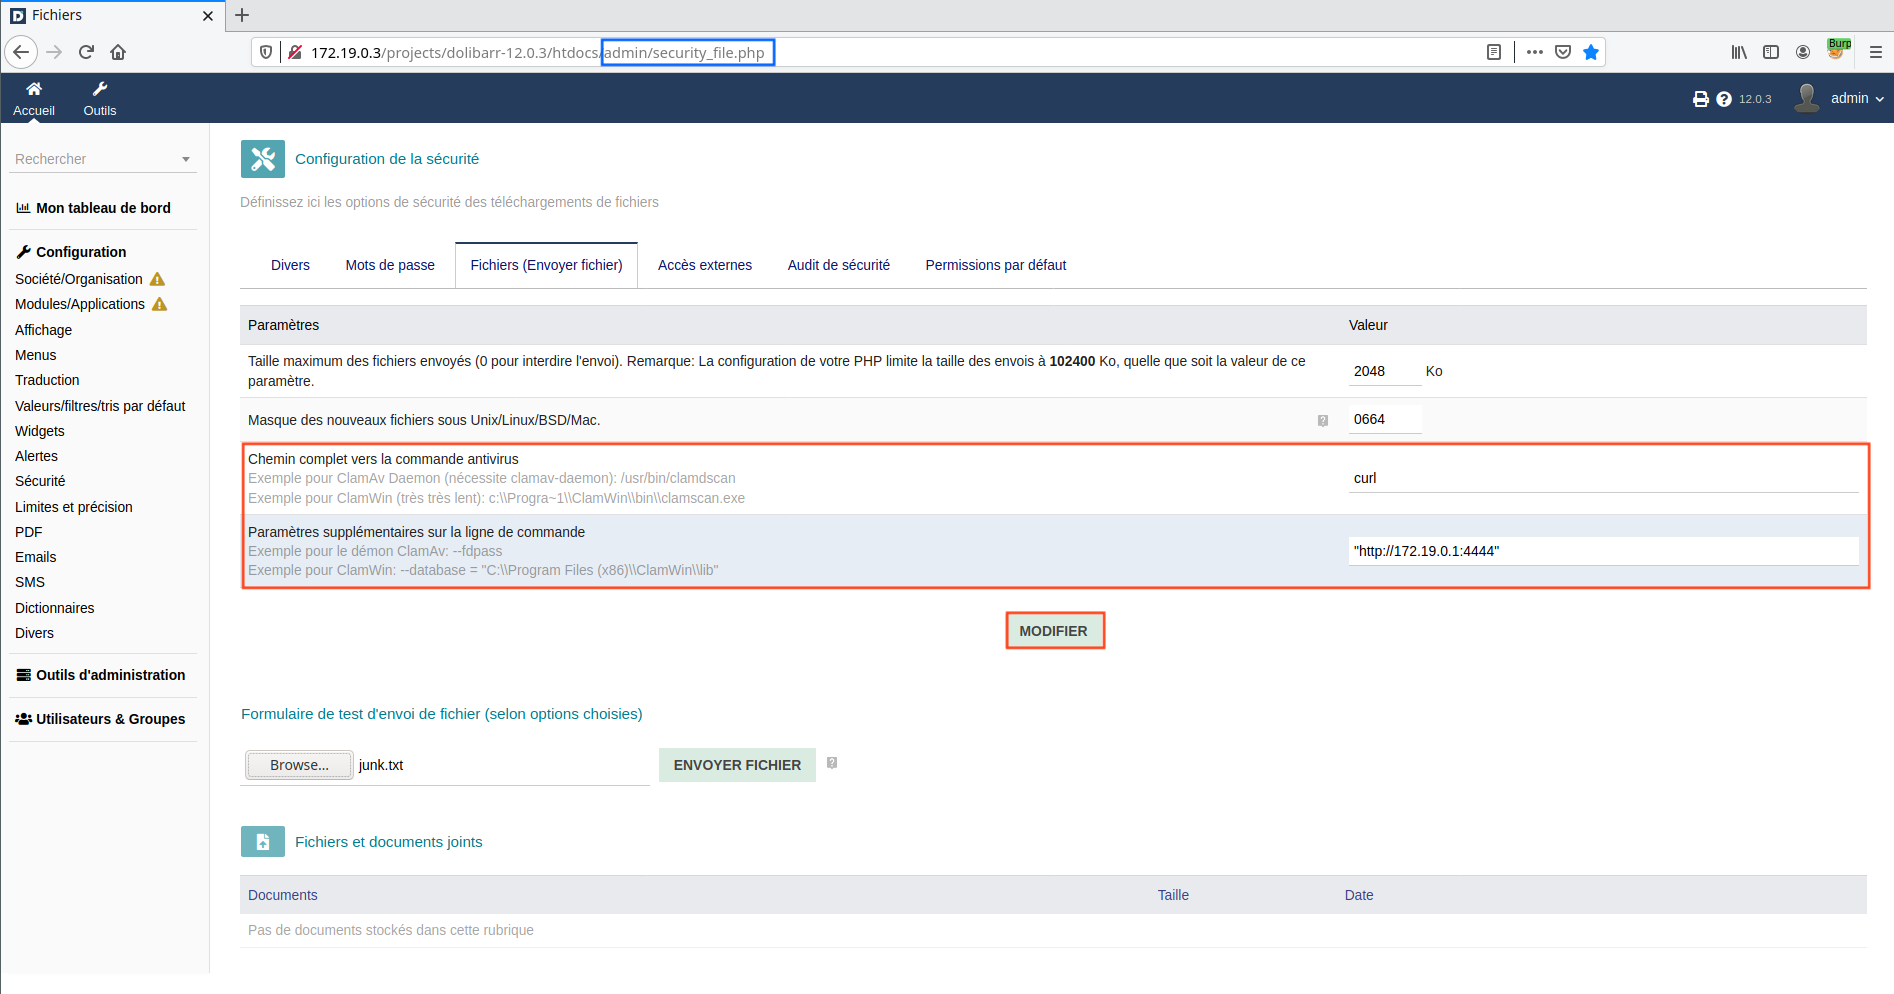 Fichiers
172.19.0.3/projects/dolibarr-12.0.3/htdocs/admin/security_file.php
Burp
Accueil
Outils
12.0.3
admin
Rechercher
Mon tableau de bord
Configuration
Société/Organisation
Modules/Applications
Affichage
Menus
Traduction
Valeurs/filtres/tris par défaut
Widgets
Alertes
Sécurité
Limites et précision
PDF
Emails
SMS
Dictionnaires
Divers
Outils d'administration
Utilisateurs & Groupes
Configuration de la sécurité
Définissez ici les options de sécurité des téléchargements de fichiers
Divers
Mots de passe
Fichiers (Envoyer fichier)
Accès externes
Audit de sécurité
Permissions par défaut
Paramètres
Valeur
Taille maximum des fichiers envoyés (0 pour interdire l'envoi). Remarque: La configuration de votre PHP limite la taille des envois à 102400 Ko, quelle que soit la valeur de ce
paramètre.
2048 Ko
Masque des nouveaux fichiers sous Unix/Linux/BSD/Mac.
0664
Chemin complet vers la commande antivirus
Exemple pour ClamAv Daemon (nécessite clamav-daemon): /usr/bin/clamdscan
Exemple pour ClamWin (très très lent): c:\\Progra~1\\ClamWin\\bin\\clamscan.exe
curl
Paramètres supplémentaires sur la ligne de commande
Exemple pour le démon ClamAv: --fdpass
Exemple pour ClamWin: --database = "C:\\Program Files (x86)\\ClamWin\\lib"
"http://172.19.0.1:4444"
MODIFIER
Formulaire de test d'envoi de fichier (selon options choisies)
Browse...
junk.txt
ENVOYER FICHIER
Fichiers et documents joints
Documents
Taille
Date
Pas de documents stockés dans cette rubrique